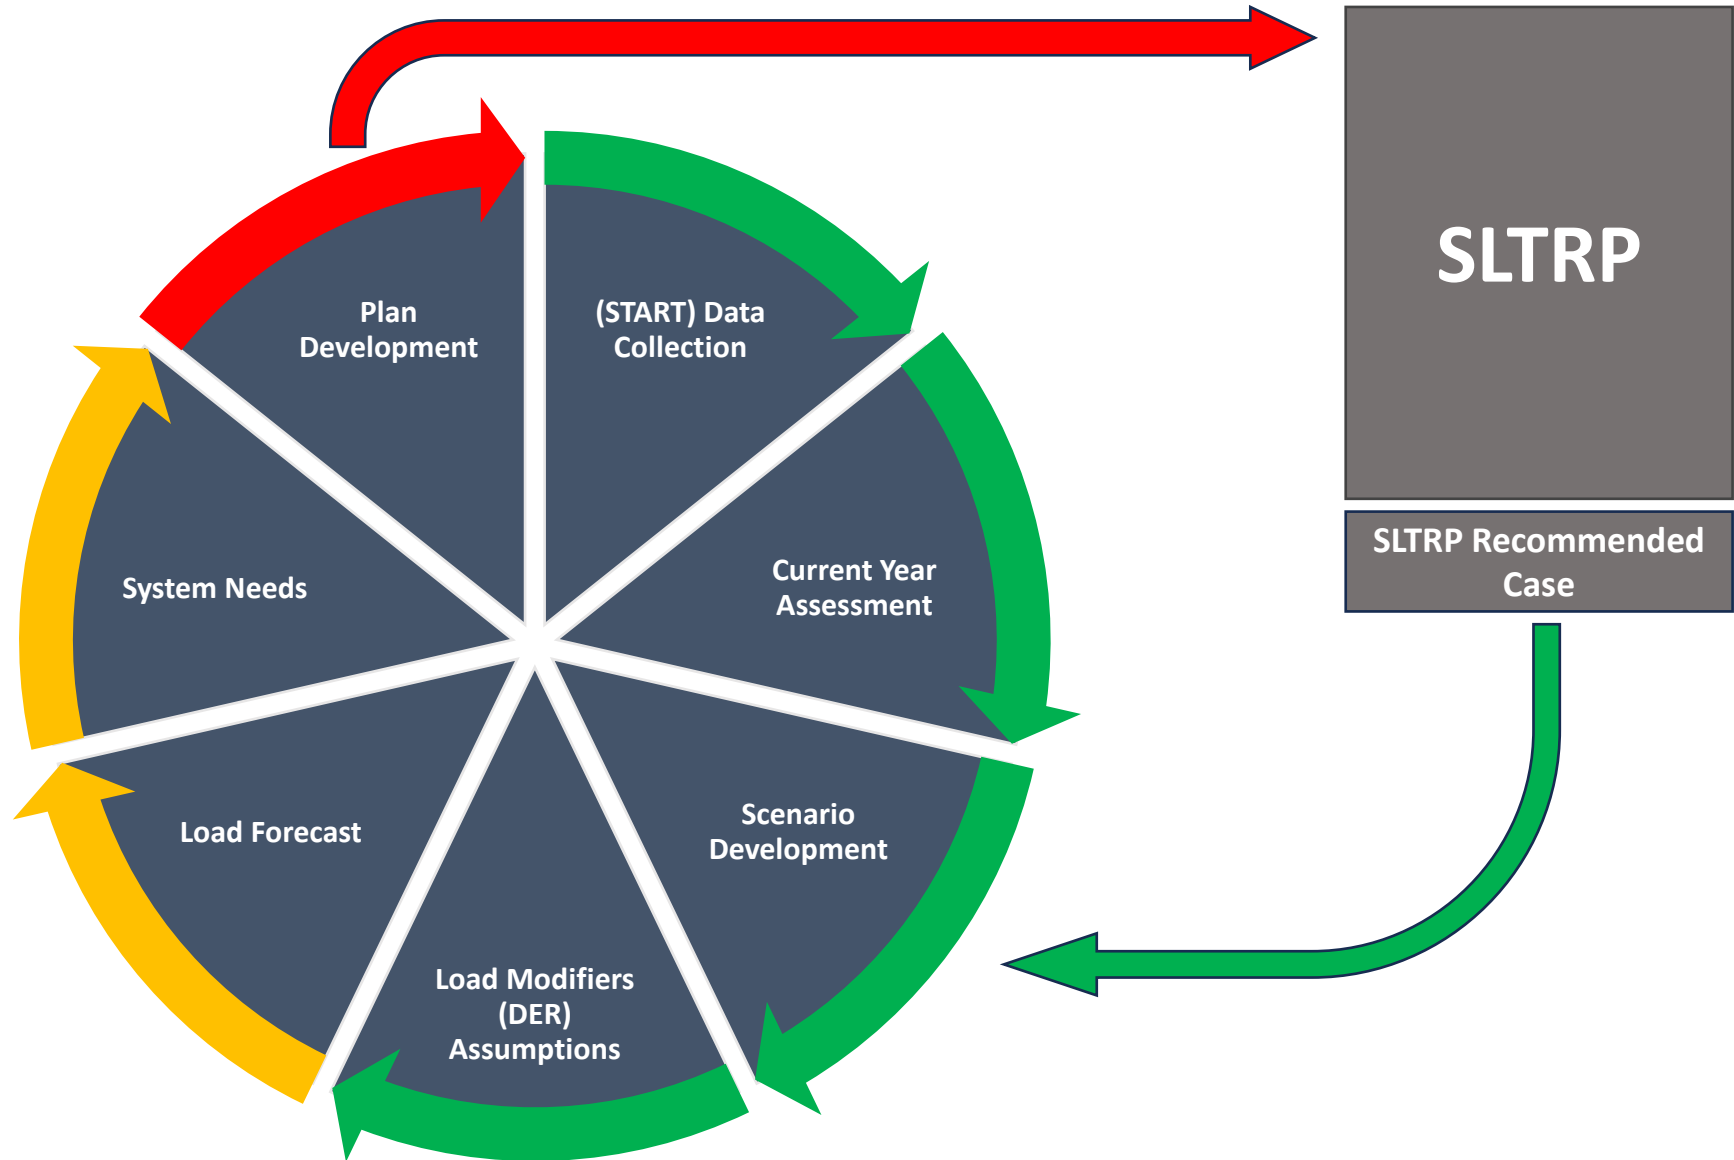 SLTRP
SLTRP Recommended
Case
(START) Data
Collection
Current Year
Assessment
Scenario
Development
Load Modifiers
(DER)
Assumptions
Load Forecast
System Needs
Plan
Development